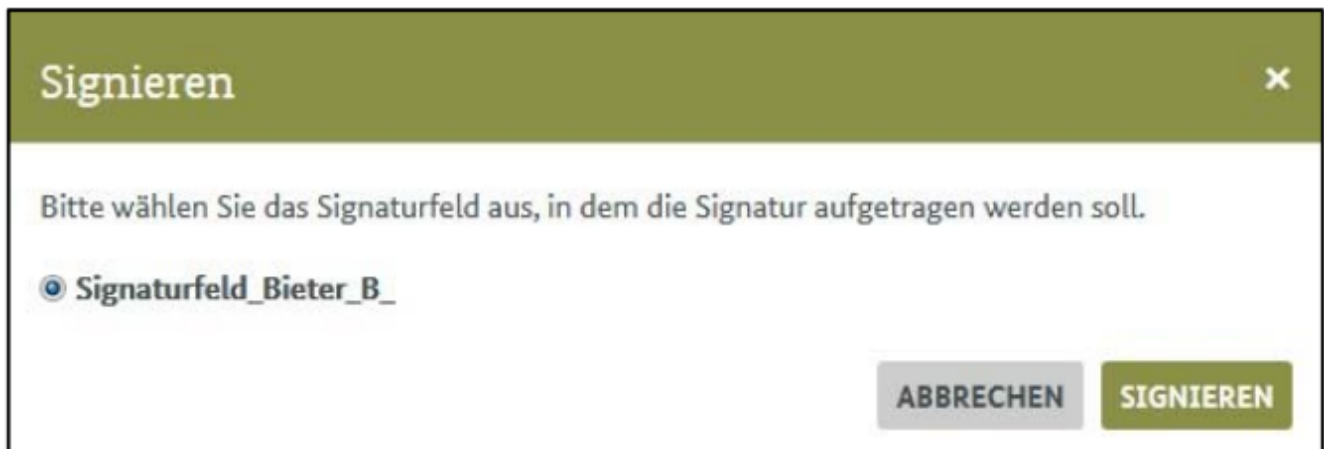 Signieren
Bitte wählen Sie das Signaturfeld aus, in dem die Signatur aufgetragen werden soll.
Signaturfeld_Bieter_B_
ABBRECHEN SIGNIEREN